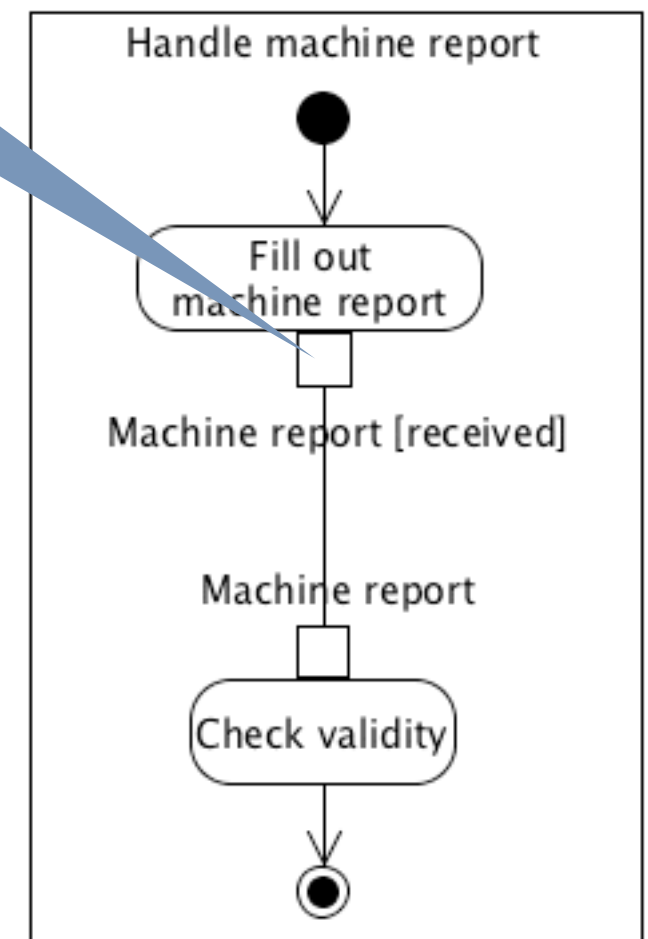 Handle machine report
Fill out
machine report
Machine report [received]
Machine report
Check validity